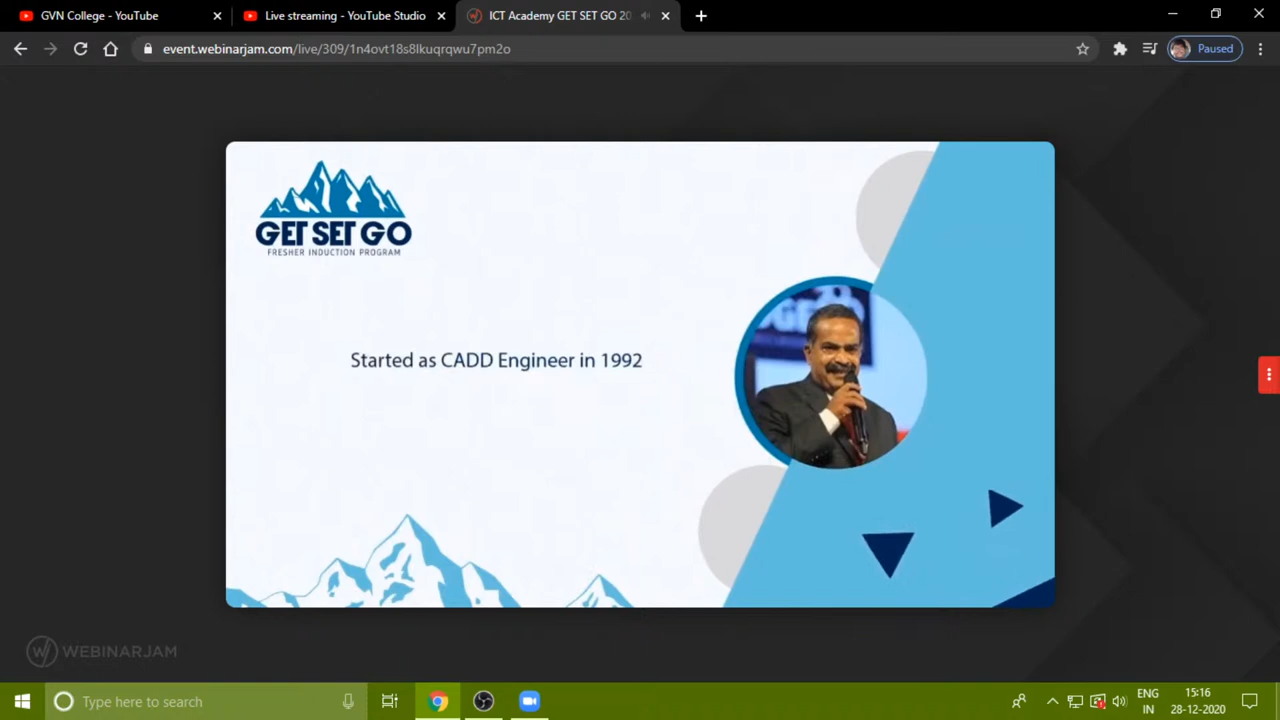 GVN College - YouTube
Live streaming - YouTube Studio
ICT Academy GET SET GO 20
event.webinarjam.com/live/309/1n4ovt18s8lkuqrqwu7pm2o
Paused
GET SET GO
FRESHER INDUCTION PROGRAM
Started as CADD Engineer in 1992
WEBINARJAM
Type here to search
ENG
IN
15:16
28-12-2020